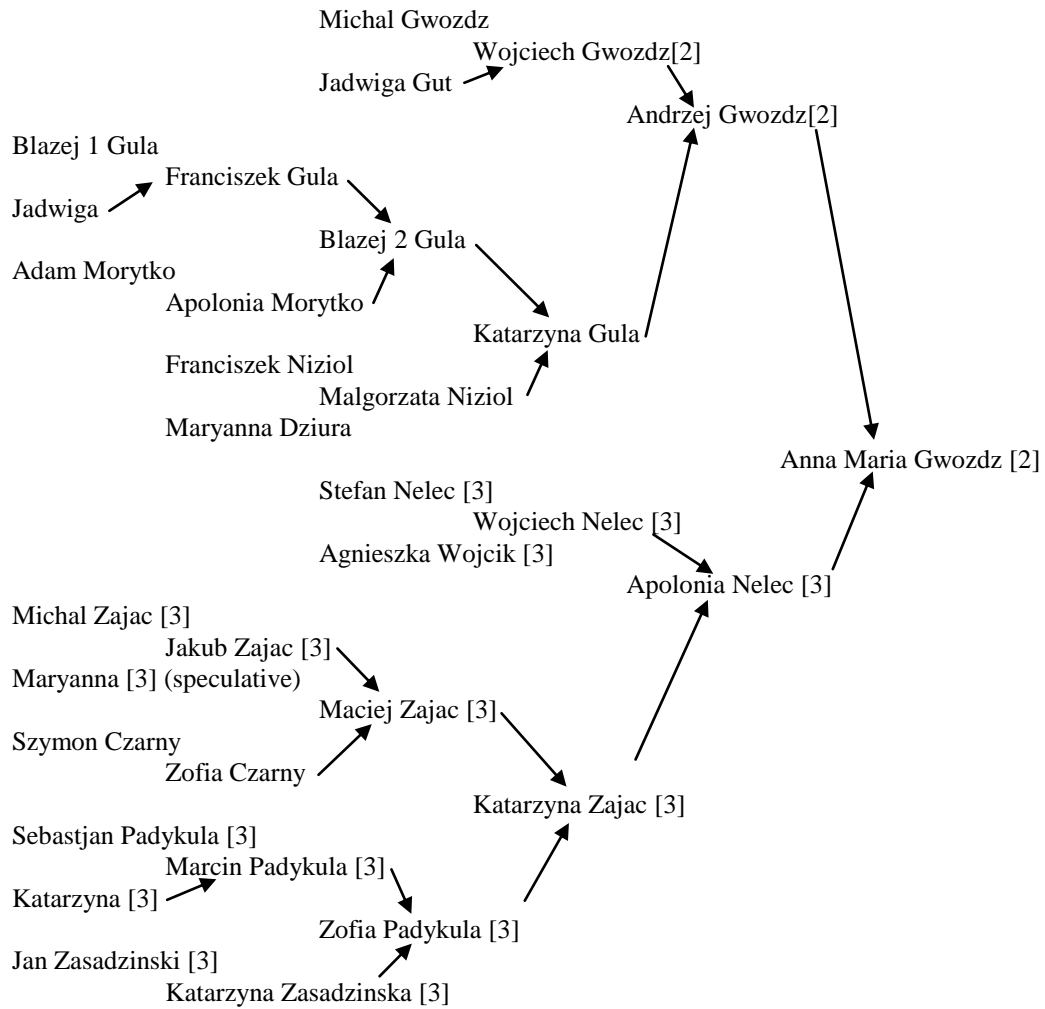 Michal Gwozdz
Wojciech Gwozdz[2]
Jadwiga Gut
Andrzej Gwozdz[2]
Blazej 1 Gula
Franciszek Gula
Jadwiga
Blazej 2 Gula
Adam Morytko
Apolonia Morytko
Katarzyna Gula
Franciszek Niziol
Malgorzata Niziol
Maryanna Dziura
Anna Maria Gwozdz [2]
Stefan Nelec [3]
Wojciech Nelec [3]
Agnieszka Wojcik [3]
Apolonia Nelec [3]
Michal Zajac [3]
Jakub Zajac [3]
Maryanna [3] (speculative)
Maciej Zajac [3]
Szymon Czarny
Zofia Czarny
Katarzyna Zajac [3]
Sebastjan Padykula [3]
Marcin Padykula [3]
Katarzyna [3]
Zofia Padykula [3]
Jan Zasadzinski [3]
Katarzyna Zasadzinska [3]